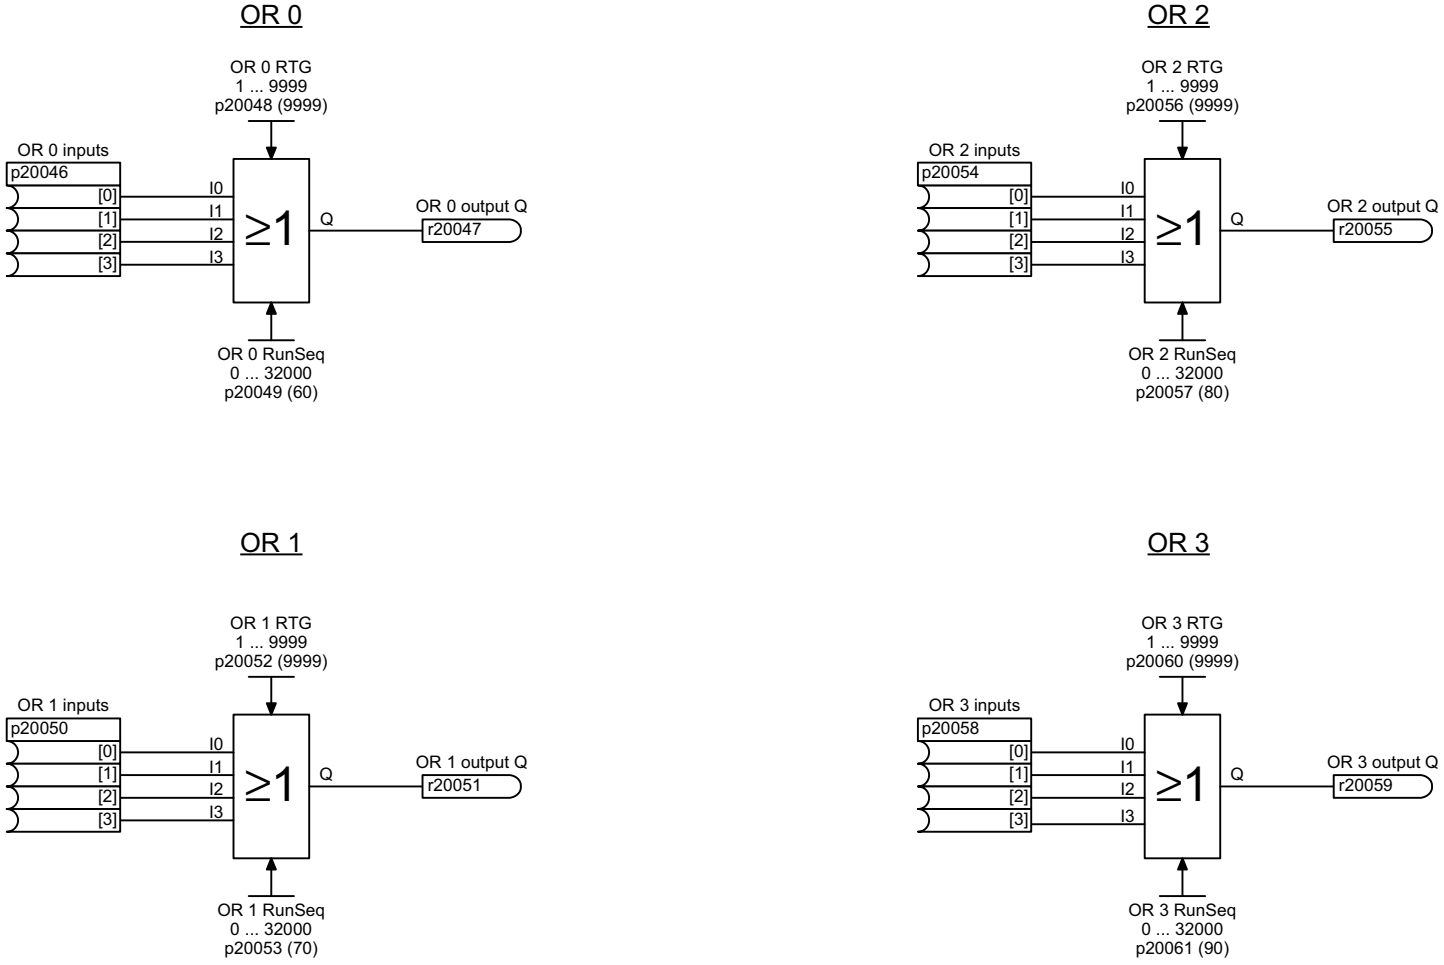 OR 0
OR 0 RTG
1 ... 9999
p20048 (9999)
OR 0 inputs
p20046
[0]
[1]
[2]
[3]
I0
I1
I2
I3
≥1
Q
OR 0 output Q
r20047
OR 0 RunSeq
0 ... 32000
p20049 (60)
OR 2
OR 2 RTG
1 ... 9999
p20056 (9999)
OR 2 inputs
p20054
[0]
[1]
[2]
[3]
I0
I1
I2
I3
≥1
Q
OR 2 output Q
r20055
OR 2 RunSeq
0 ... 32000
p20057 (80)
OR 1
OR 1 RTG
1 ... 9999
p20052 (9999)
OR 1 inputs
p20050
[0]
[1]
[2]
[3]
I0
I1
I2
I3
≥1
Q
OR 1 output Q
r20051
OR 1 RunSeq
0 ... 32000
p20053 (70)
OR 3
OR 3 RTG
1 ... 9999
p20060 (9999)
OR 3 inputs
p20058
[0]
[1]
[2]
[3]
I0
I1
I2
I3
≥1
Q
OR 3 output Q
r20059
OR 3 RunSeq
0 ... 32000
p20061 (90)